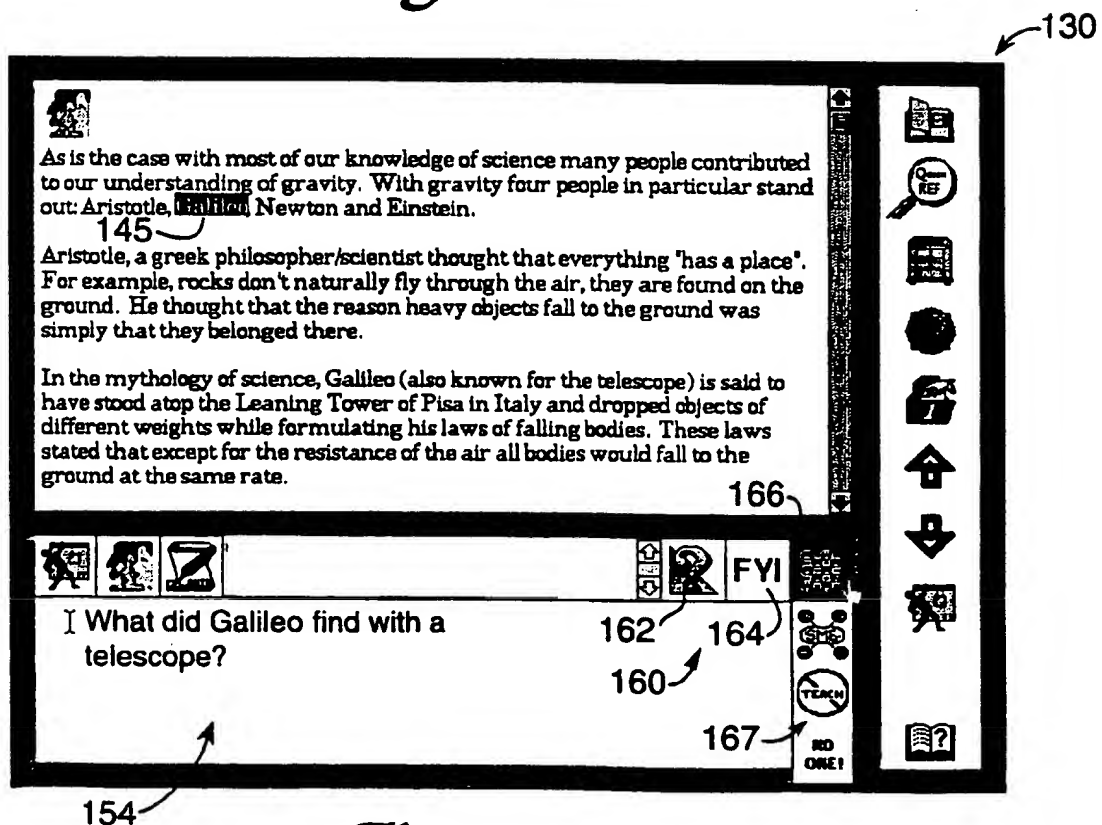 130
As is the case with most of our knowledge of science many people contributed
to our understanding of gravity. With gravity four people in particular stand
out: Aristotle, Galileo, Newton and Einstein.
145
Aristotle, a greek philosopher/scientist thought that everything "has a place".
For example, rocks don't naturally fly through the air, they are found on the
ground. He thought that the reason heavy objects fall to the ground was
simply that they belonged there.
In the mythology of science, Galileo (also known for the telescope) is said to
have stood atop the Leaning Tower of Pisa in Italy and dropped objects of
different weights while formulating his laws of falling bodies. These laws
stated that except for the resistance of the air all bodies would fall to the
ground at the same rate.
REF
166
FYI
What did Galileo find with a
telescope?
162
164
160
TEACH
167
NO
ONE!
154